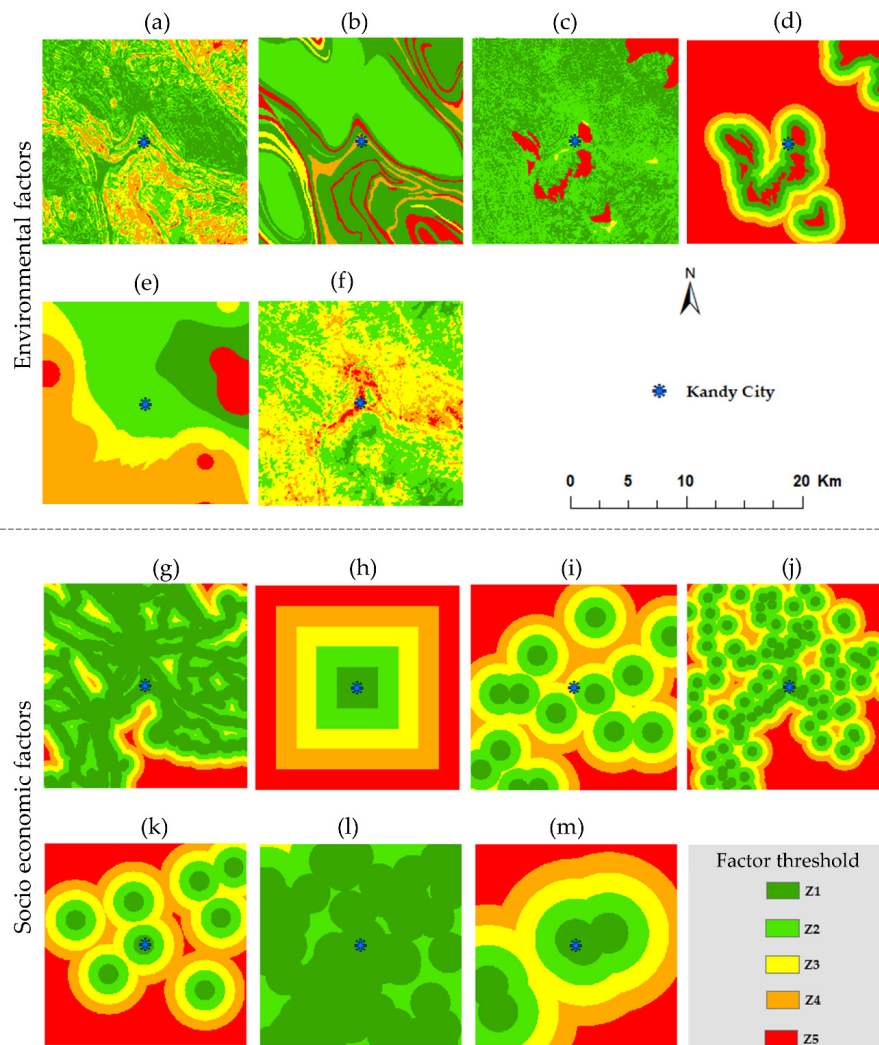 (a) (b) (c) (d)
Environmental factors
(e) (f)
N
Kandy City
0 5 10 20 Km
(g) (h) (i) (j)
Socio economic factors
(k) (l) (m)
Factor threshold
Z1
Z2
Z3
Z4
Z5